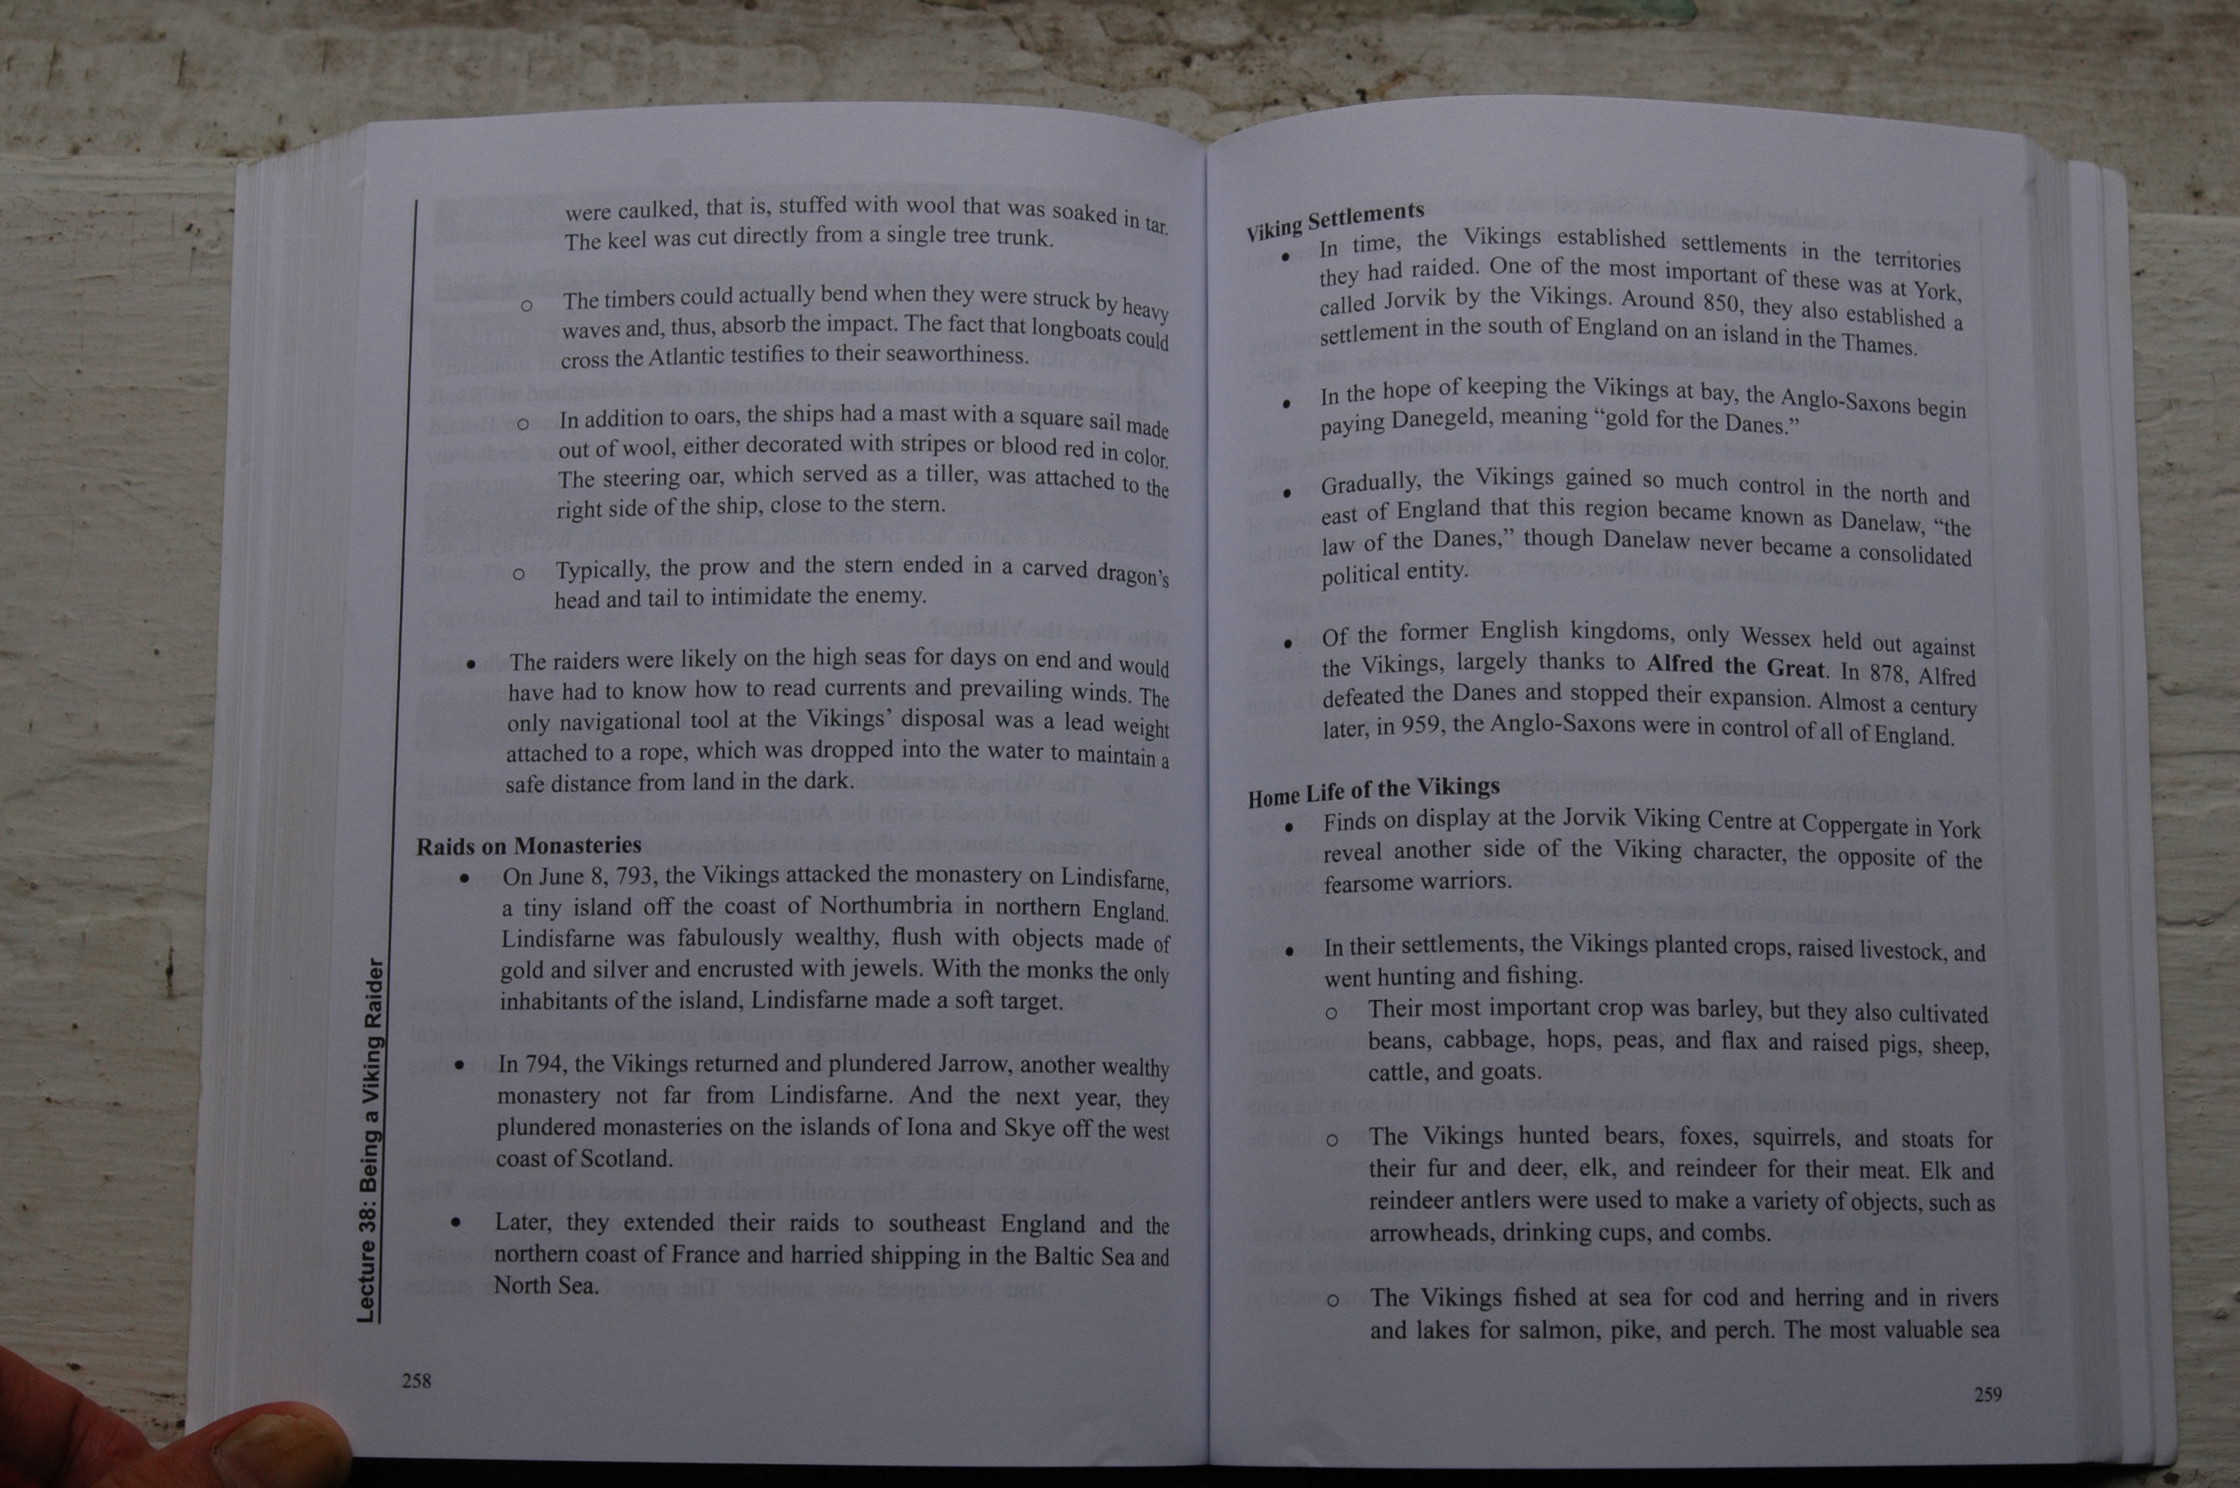 were caulked, that is, stuffed with wool that was soaked in tar.
The keel was cut directly from a single tree trunk.
o The timbers could actually bend when they were struck by heavy
waves and, thus, absorb the impact. The fact that longboats could
cross the Atlantic testifies to their seaworthiness.
o In addition to oars, the ships had a mast with a square sail made
out of wool, either decorated with stripes or blood red in color.
The steering oar, which served as a tiller, was attached to the
right side of the ship, close to the stern.
o Typically, the prow and the stern ended in a carved dragon's
head and tail to intimidate the enemy.
• The raiders were likely on the high seas for days on end and would
have had to know how to read currents and prevailing winds. The
only navigational tool at the Vikings' disposal was a lead weight
attached to a rope, which was dropped into the water to maintain a
safe distance from land in the dark.
Raids on Monasteries
• On June 8, 793, the Vikings attacked the monastery on Lindisfarne,
a tiny island off the coast of Northumbria in northern England.
Lindisfarne was fabulously wealthy, flush with objects made of
gold and silver and encrusted with jewels. With the monks the only
inhabitants of the island, Lindisfarne made a soft target.
• In 794, the Vikings returned and plundered Jarrow, another wealthy
monastery not far from Lindisfarne. And the next year, they
plundered monasteries on the islands of Iona and Skye off the west
coast of Scotland.
• Later, they extended their raids to southeast England and the
northern coast of France and harried shipping in the Baltic Sea and
North Sea.
Lecture 38: Being a Viking Raider
258
Viking Settlements
• In time, the Vikings established settlements in the territories
they had raided. One of the most important of these was at York,
called Jorvik by the Vikings. Around 850, they also established a
settlement in the south of England on an island in the Thames.
• In the hope of keeping the Vikings at bay, the Anglo-Saxons begin
paying Danegeld, meaning “gold for the Danes.”
• Gradually, the Vikings gained so much control in the north and
east of England that this region became known as Danelaw, “the
law of the Danes,” though Danelaw never became a consolidated
political entity.
• Of the former English kingdoms, only Wessex held out against
the Vikings, largely thanks to Alfred the Great. In 878, Alfred
defeated the Danes and stopped their expansion. Almost a century
later, in 959, the Anglo-Saxons were in control of all of England.
Home Life of the Vikings
• Finds on display at the Jorvik Viking Centre at Coppergate in York
reveal another side of the Viking character, the opposite of the
fearsome warriors.
• In their settlements, the Vikings planted crops, raised livestock, and
went hunting and fishing.
o Their most important crop was barley, but they also cultivated
beans, cabbage, hops, peas, and flax and raised pigs, sheep,
cattle, and goats.
o The Vikings hunted bears, foxes, squirrels, and stoats for
their fur and deer, elk, and reindeer for their meat. Elk and
reindeer antlers were used to make a variety of objects, such as
arrowheads, drinking cups, and combs.
o The Vikings fished at sea for cod and herring and in rivers
and lakes for salmon, pike, and perch. The most valuable sea
259